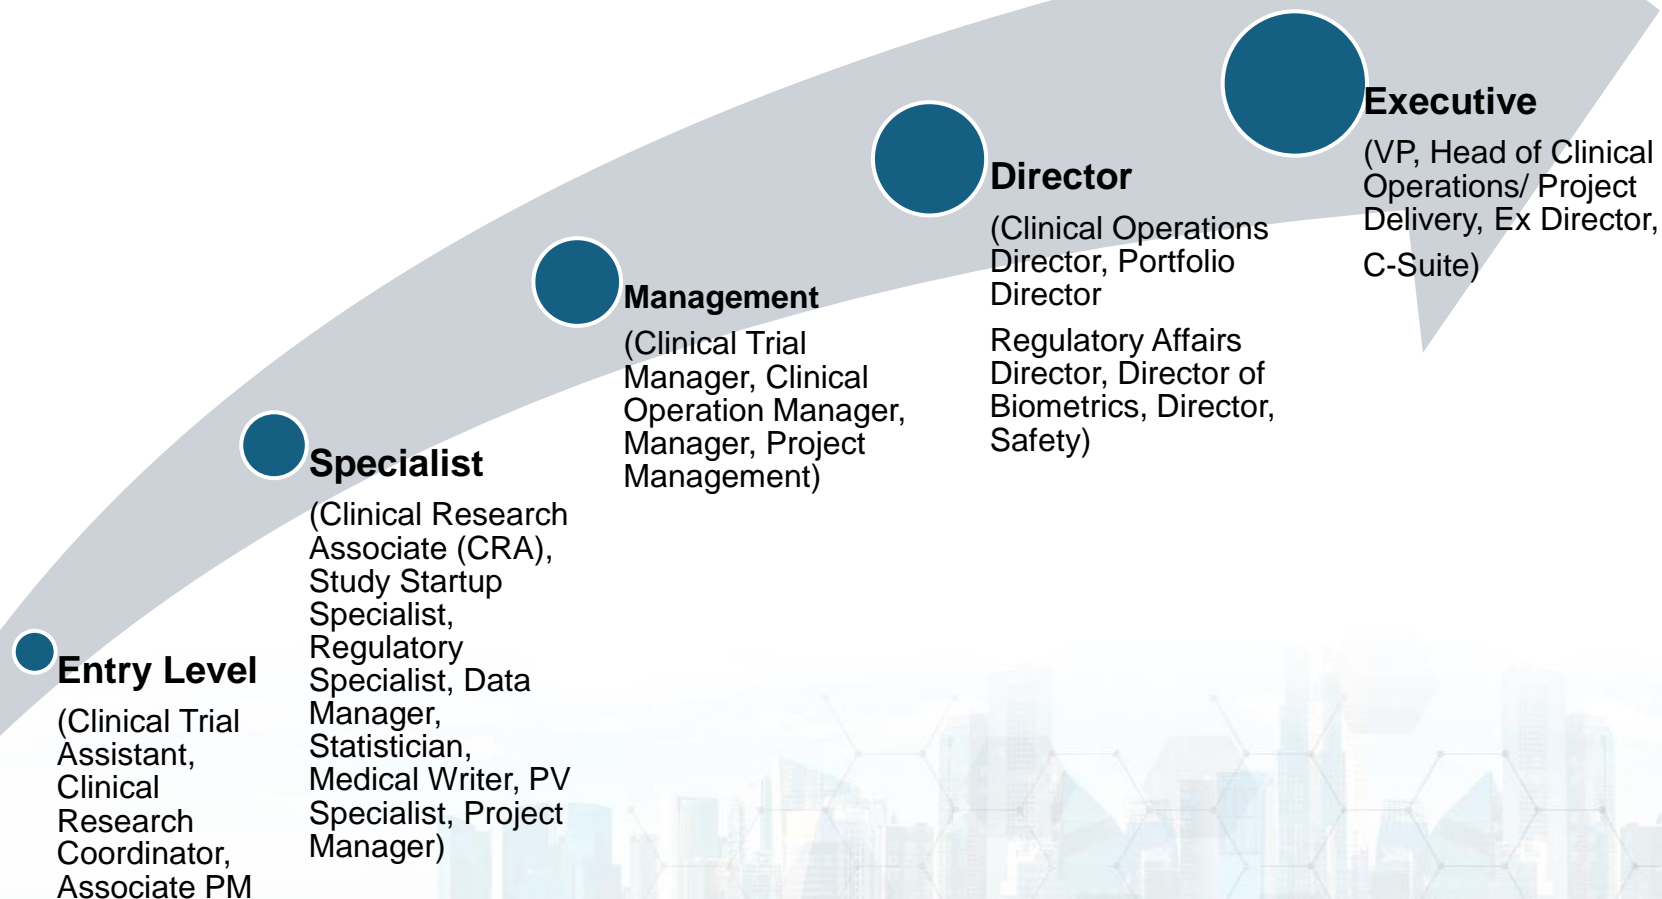 Entry Level
(Clinical Trial
Assistant,
Clinical
Research
Coordinator,
Associate PM
Specialist
(Clinical Research
Associate (CRA),
Study Startup
Specialist,
Regulatory
Specialist, Data
Manager,
Statistician,
Medical Writer, PV
Specialist, Project
Manager)
Management
(Clinical Trial
Manager, Clinical
Operation Manager,
Manager, Project
Management)
Director
(Clinical Operations
Director, Portfolio
Director
Regulatory Affairs
Director, Director of
Biometrics, Director,
Safety)
Executive
(VP, Head of Clinical
Operations/ Project
Delivery, Ex Director,
C-Suite)